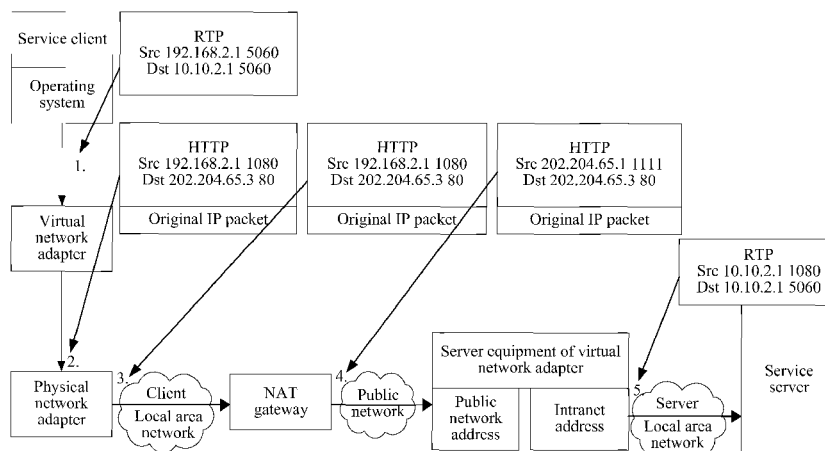 Service client
RTP
Src 192.168.2.1 5060
Dst 10.10.2.1 5060
Operating
system
1.
HTTP
Src 192.168.2.1 1080
Dst 202.204.65.3 80
Original IP packet
HTTP
Src 192.168.2.1 1080
Dst 202.204.65.3 80
Original IP packet
HTTP
Src 202.204.65.1 1111
Dst 202.204.65.3 80
Original IP packet
Virtual
network
adapter
RTP
Src 10.10.2.1 1080
Dst 10.10.2.1 5060
2.
Physical
network
adapter
3.
Client
Local area
network
NAT
gateway
4.
Public
network
Server equipment of virtual
network adapter
Public
network
address
Intranet
address
5.
Server
Local area
network
Service
server